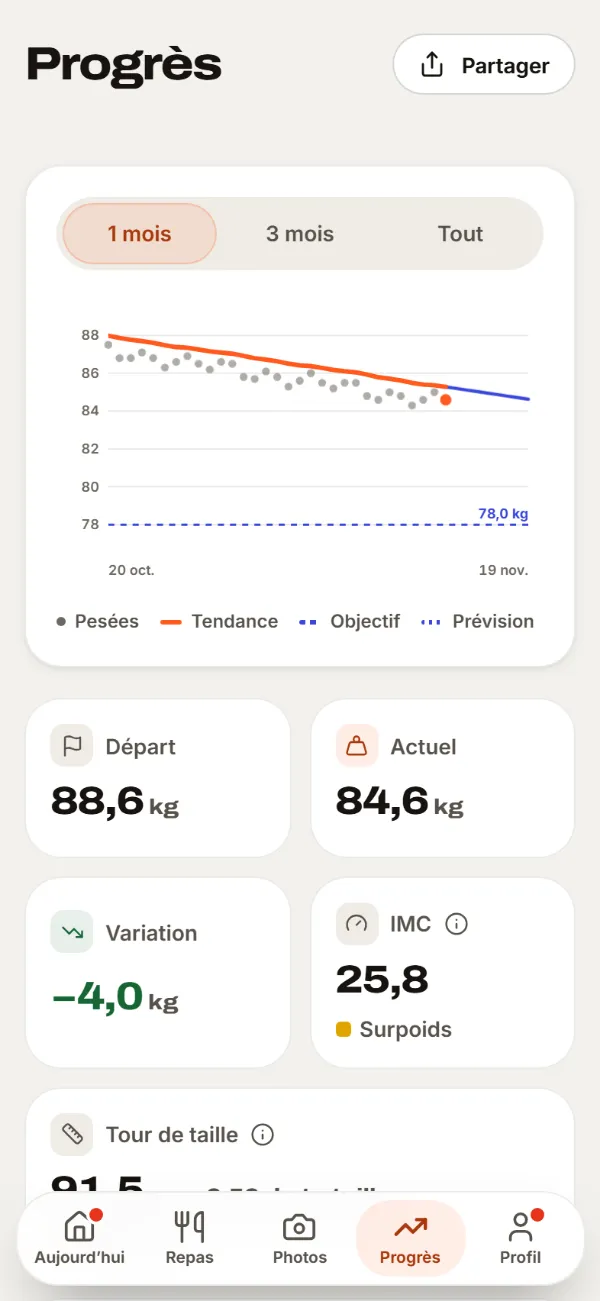 Progrès
Partager
1 mois
3 mois
Tout
88
86
84
82
80
78,0 kg
78
20 oct.
19 nov.
Pesées
Tendance
Objectif
Prévision
Départ
Actuel
88,6 kg
84,6 kg
Variation
IMC
−4,0 kg
25,8
Surpoids
Tour de taille
91,5
Aujourd’hui
Repas
Photos
Progrès
Profil